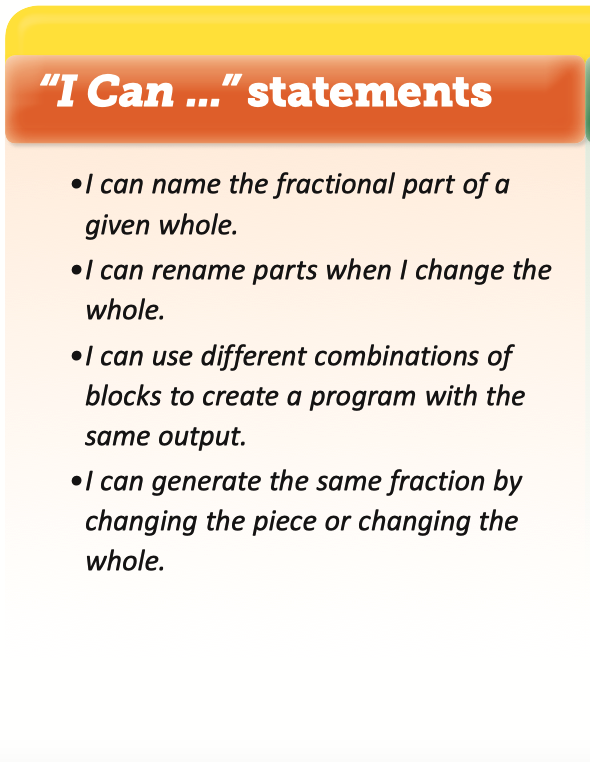 "I Can ..." statements
•I can name the fractional part of a
given whole.
•I can rename parts when I change the
whole.
•I can use different combinations of
blocks to create a program with the
same output.
•I can generate the same fraction by
changing the piece or changing the
whole.